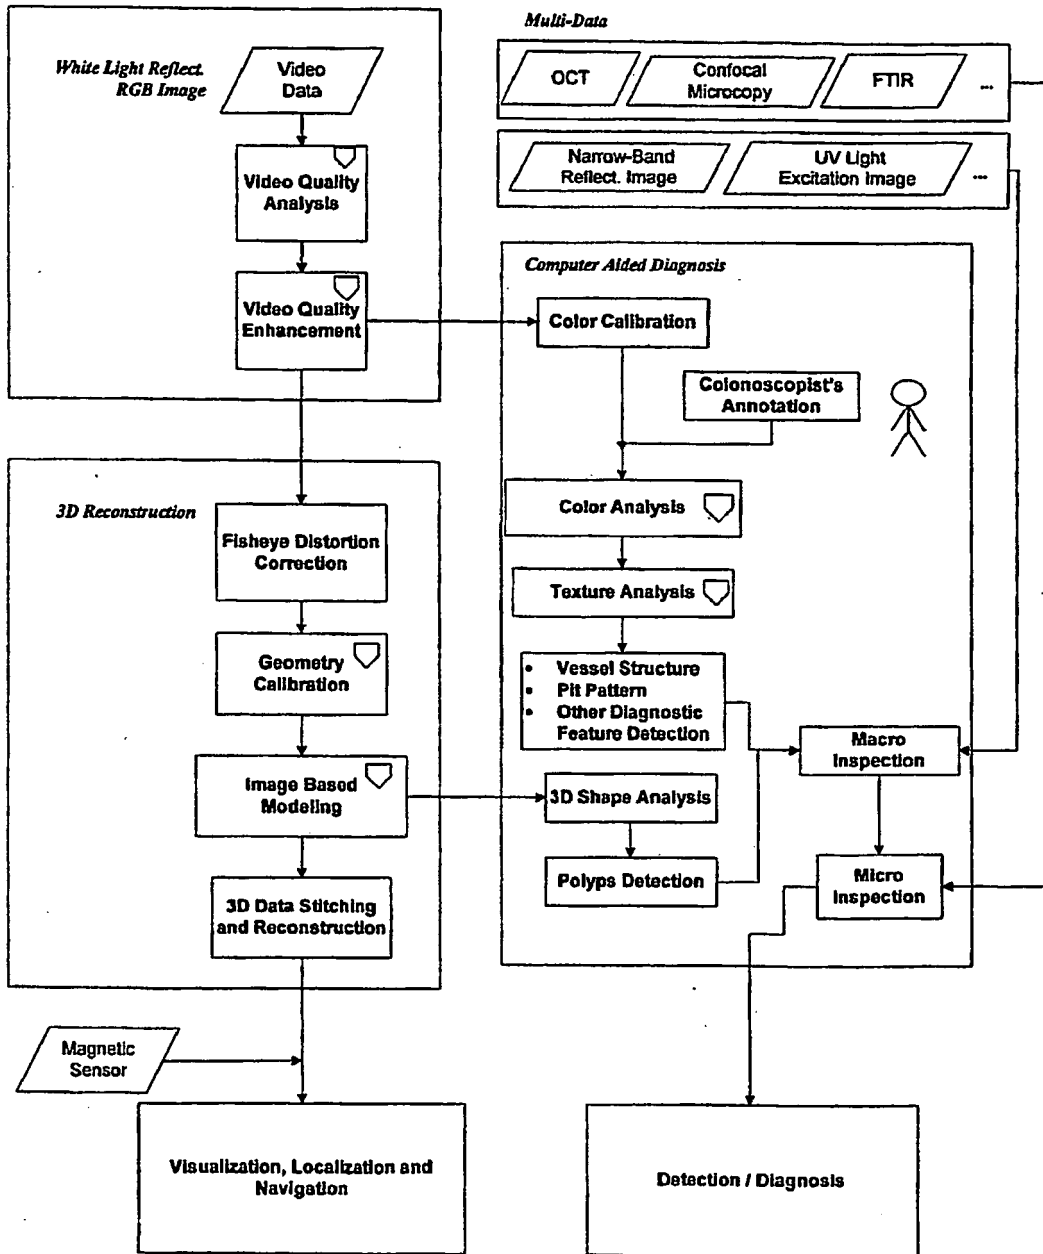 White Light Reflect.
RGB Image
Video
Data
Video Quality
Analysis
Video Quality
Enhancement
Multi-Data
OCT
Confocal
Microcopy
FTIR
...
Narrow-Band
Reflect. Image
UV Light
Excitation Image
...
Computer Aided Diagnosis
Color Calibration
Colonoscopist's
Annotation
Color Analysis
Texture Analysis
• Vessel Structure
• Pit Pattern
• Other Diagnostic
Feature Detection
3D Shape Analysis
Polyps Detection
Macro
Inspection
Micro
Inspection
3D Reconstruction
Fisheye Distortion
Correction
Geometry
Calibration
Image Based
Modeling
3D Data Stitching
and Reconstruction
Magnetic
Sensor
Visualization, Localization and
Navigation
Detection / Diagnosis